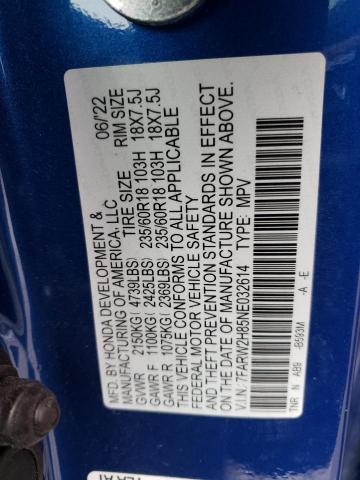 MFD. BY HONDA DEVELOPMENT & 06/'22
MANUFACTURING OF AMERICA, LLC
TIRE SIZE RIM SIZE
GVWR 2150KG (4739LBS)
GAWR F 1100KG (2425LBS) 235/60R18 103H 18X7.5J
GAWR R 1075KG (2369LBS) 235/60R18 103H 18X7.5J
THIS VEHICLE CONFORMS TO ALL APPLICABLE
FEDERAL MOTOR VEHICLE SAFETY
AND THEFT PREVENTION STANDARDS IN EFFECT
ON THE DATE OF MANUFACTURE SHOWN ABOVE.
V.I.N.: 7FARW2H85NE032614 TYPE: MPV
TNR N AB9 -B593M -A -E